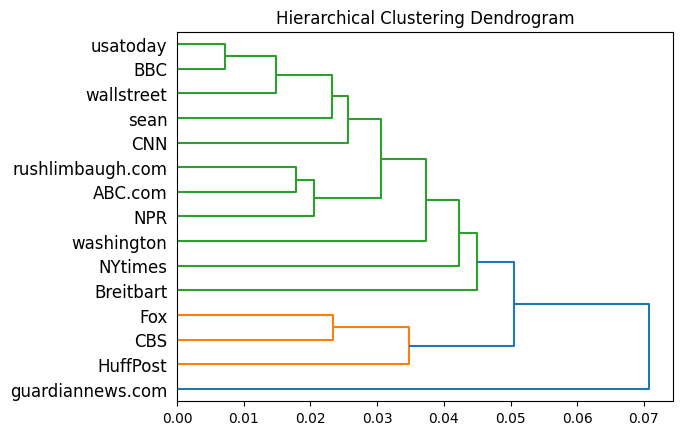 Hierarchical Clustering Dendrogram
usatoday
BBC
wallstreet
sean
CNN
rushlimbaugh.com
ABC.com
NPR
washington
NYtimes
Breitbart
Fox
CBS
HuffPost
guardiannews.com
0.00 0.01 0.02 0.03 0.04 0.05 0.06 0.07